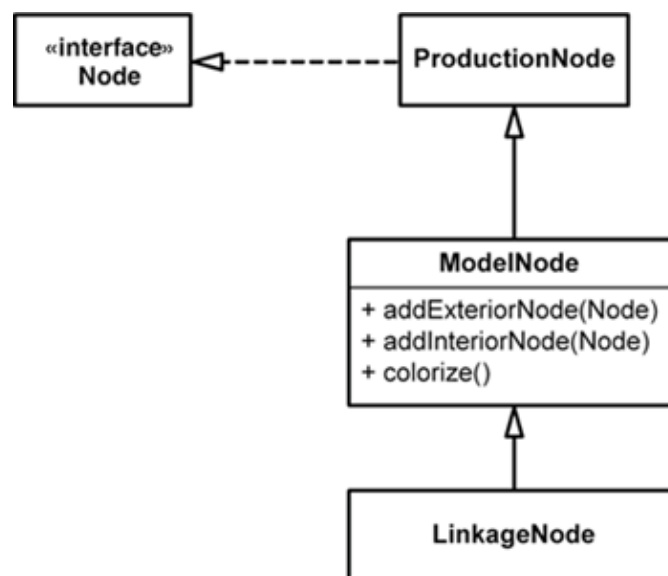 «interface»
Node
ProductionNode
ModelNode
+ addExteriorNode(Node)
+ addInteriorNode(Node)
+ colorize()
LinkageNode